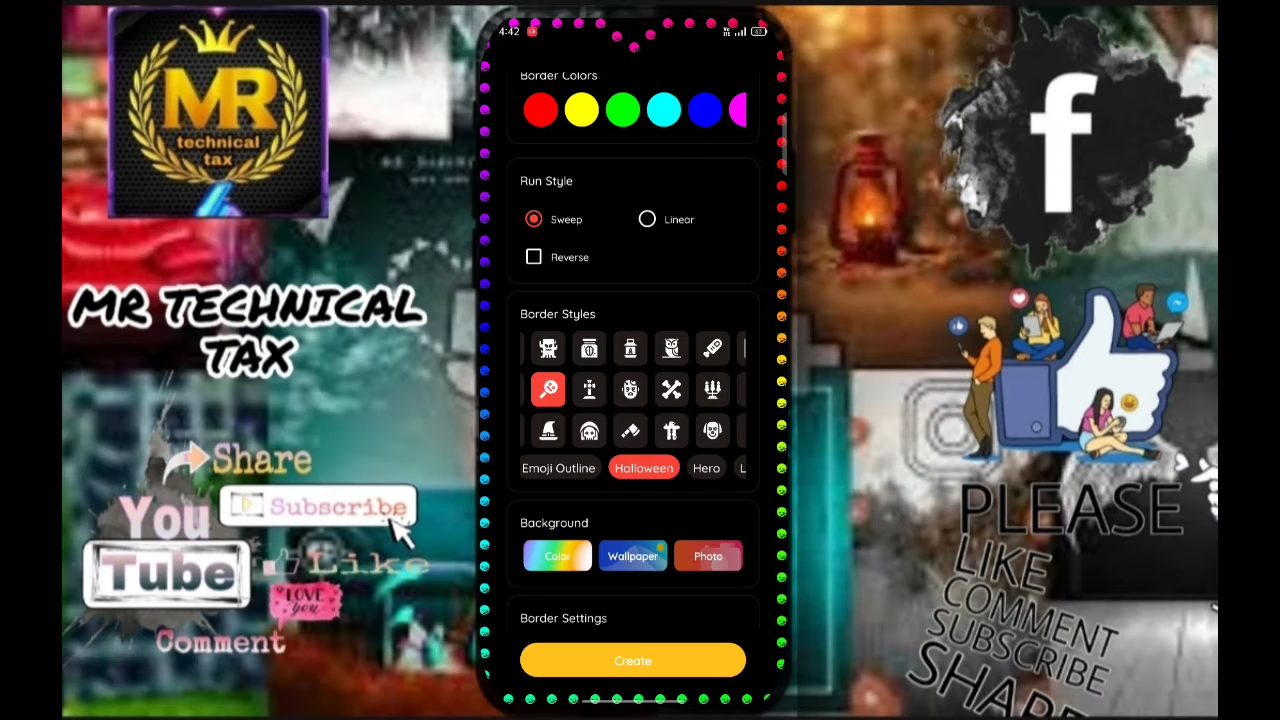 MR
technical
tax
MR TECHNICAL
TAX
Share
You
Tube
Subscribe
Like
LOVE
you
Comment
4:42
63
Border Colors
Run Style
Sweep
Linear
Reverse
Border Styles
Emoji Outline
Halloween
Hero
L
Background
Color
Wallpaper
Photo
Border Settings
Create
f
PLEASE
LIKE
COMMENT
SUBSCRIBE
SHARE